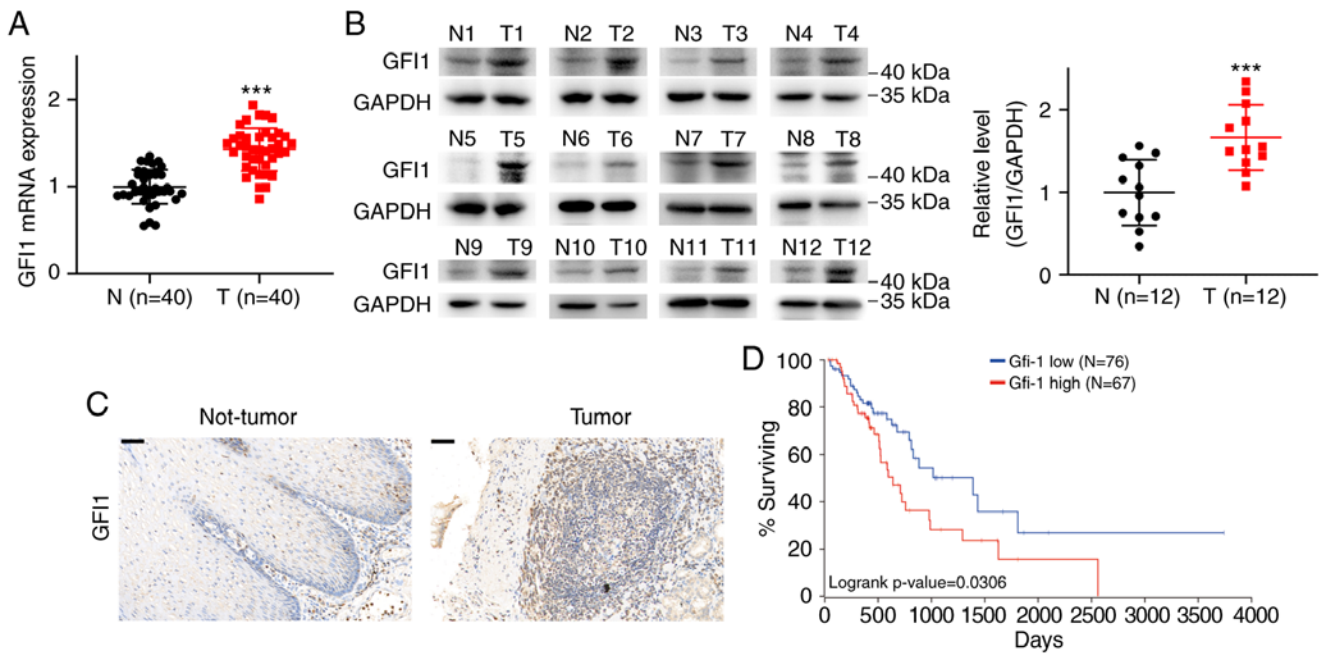 A
GFI1 mRNA expression
2
1
0
***
N (n=40) T (n=40)
B
N1 T1 N2 T2 N3 T3 N4 T4
GFI1
40 kDa
GAPDH
35 kDa
N5 T5 N6 T6 N7 T7 N8 T8
GFI1
40 kDa
GAPDH
35 kDa
N9 T9 N10 T10 N11 T11 N12 T12
GFI1
40 kDa
GAPDH
35 kDa
Relative level
(GFI1/GAPDH)
2
1
0
***
N (n=12) T (n=12)
C
Not-tumor Tumor
GFI1
D
% Surviving
100
80
60
40
20
0
Gfi-1 low (N=76)
Gfi-1 high (N=67)
Logrank p-value=0.0306
0 500 1000 1500 2000 2500 3000 3500 4000
Days